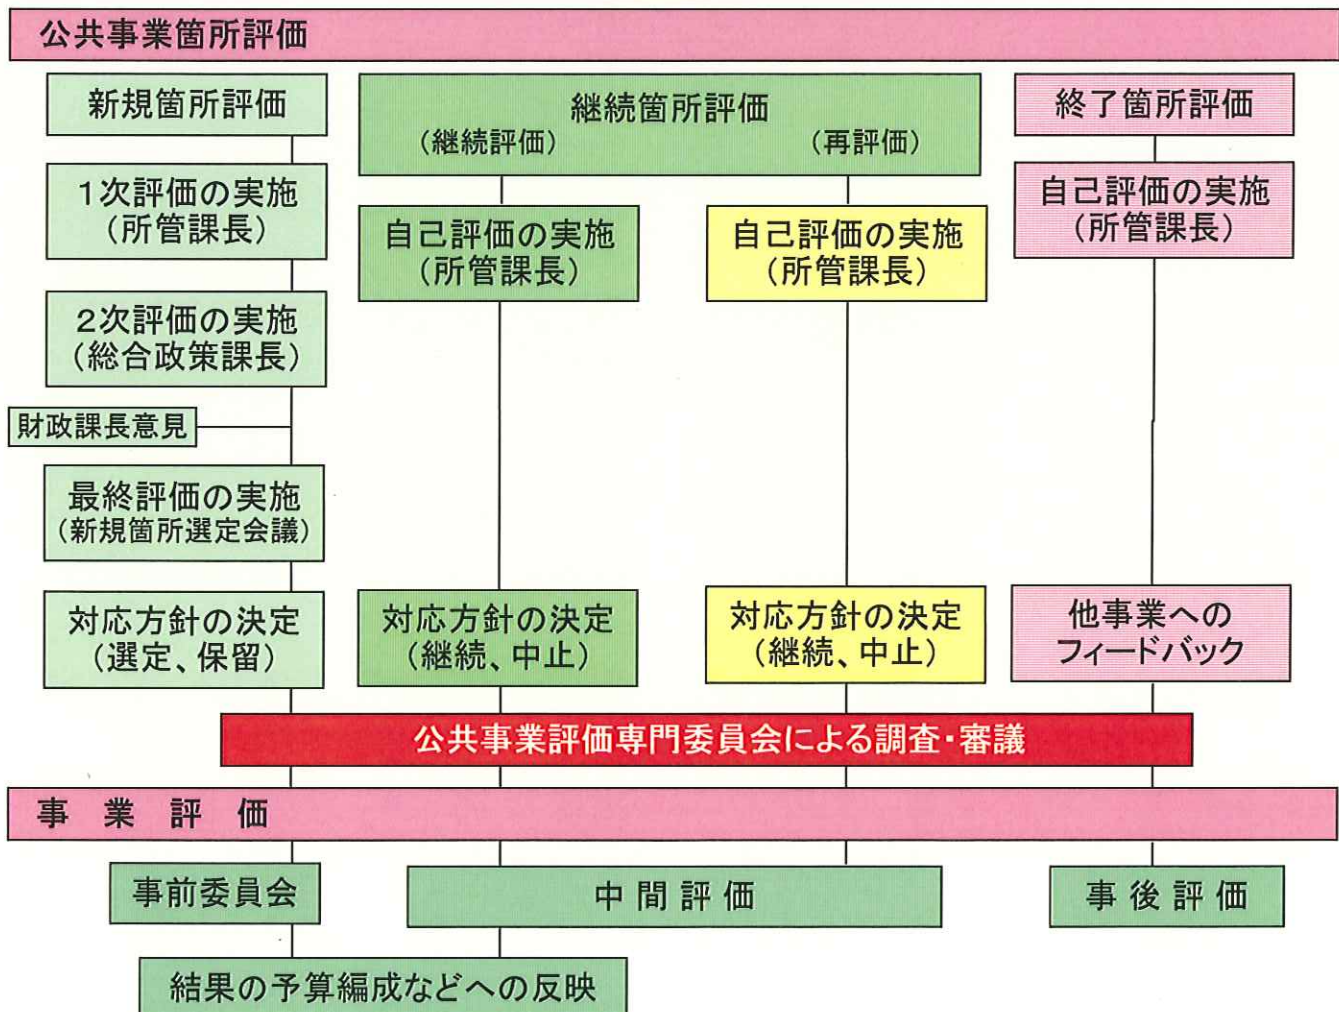 公共事業箇所評価
新規箇所評価
1次評価の実施
(所管課長)
2次評価の実施
(総合政策課長)
財政課長意見
最終評価の実施
(新規箇所選定会議)
対応方針の決定
(選定、保留)
継続箇所評価
(継続評価)
(再評価)
自己評価の実施
(所管課長)
対応方針の決定
(継続、中止)
自己評価の実施
(所管課長)
対応方針の決定
(継続、中止)
終了箇所評価
自己評価の実施
(所管課長)
他事業への
フィードバック
公共事業評価専門委員会による調査・審議
事業評価
事前委員会
中間評価
事後評価
結果の予算編成などへの反映